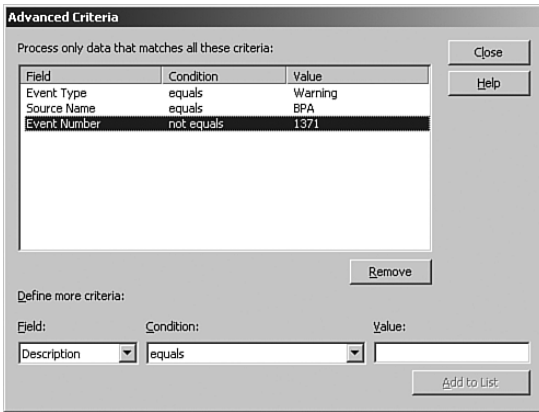 Advanced Criteria
Process only data that matches all these criteria:
Close
Help
Field Condition Value
Event Type equals Warning
Source Name equals BPA
Event Number not equals 1371
Remove
Define more criteria:
Field: Condition: Value:
Description equals
Add to List